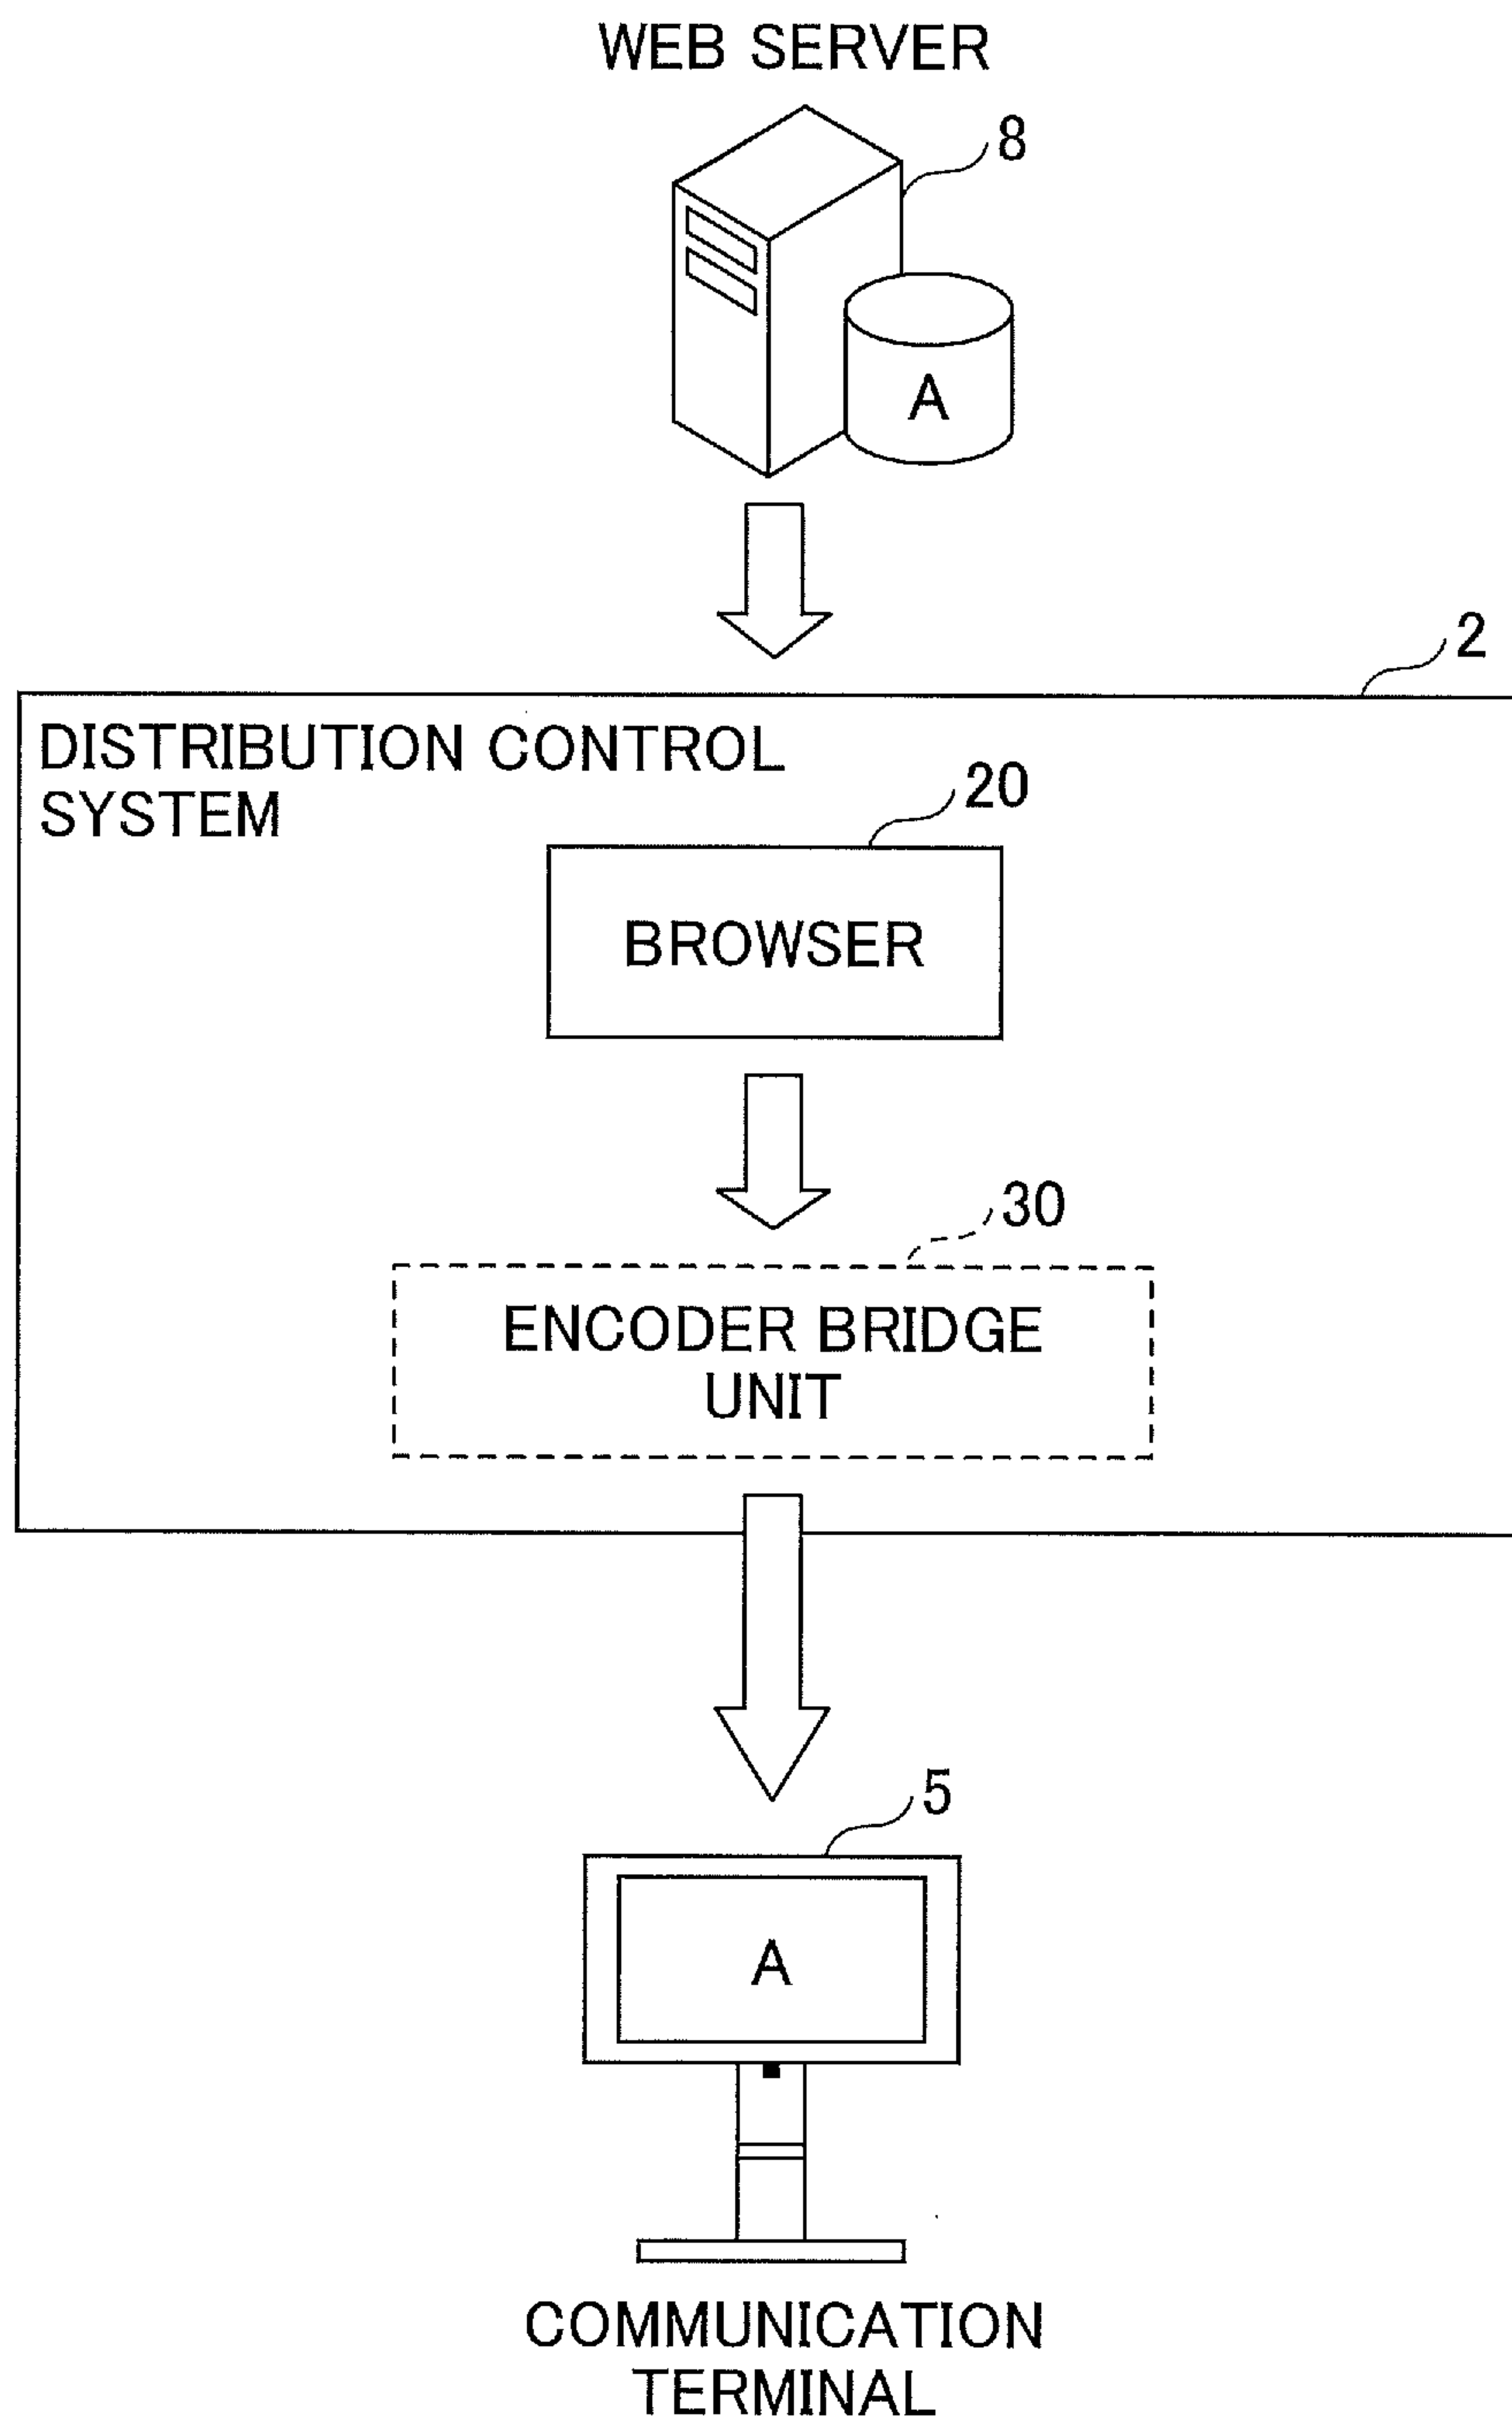 WEB SERVER
8
A
2
DISTRIBUTION CONTROL
SYSTEM
20
BROWSER
30
ENCODER BRIDGE
UNIT
5
A
COMMUNICATION
TERMINAL